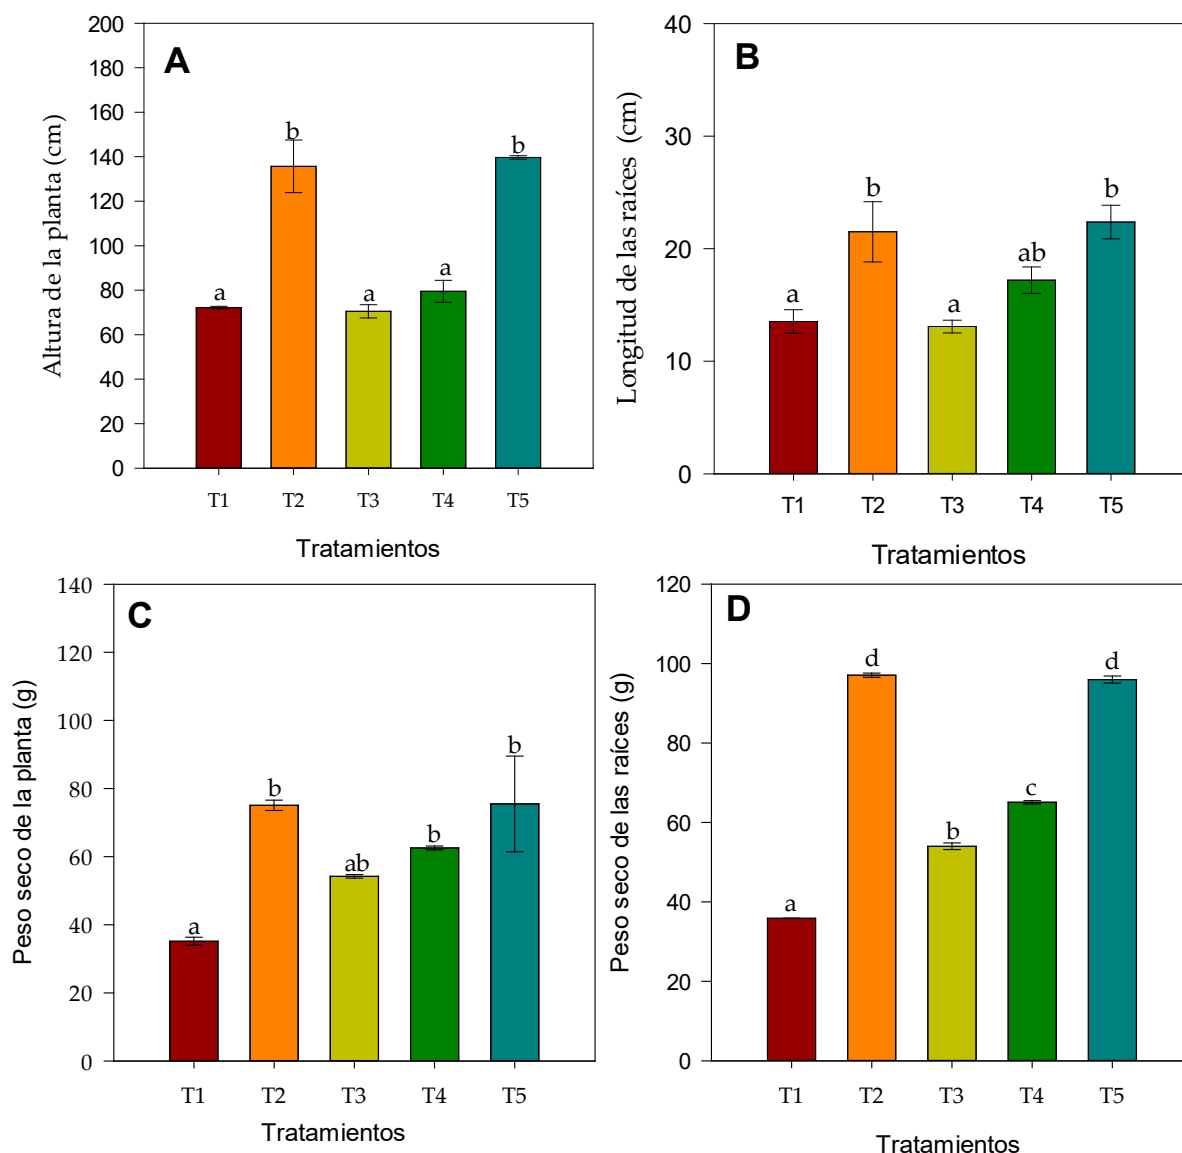 A
Altura de la planta (cm)
200
180
160
140
120
100
80
60
40
20
0
a
b
a
a
b
T1
T2
T3
T4
T5
Tratamientos
B
Longitud de las raíces (cm)
40
30
20
10
0
a
b
a
ab
b
T1
T2
T3
T4
T5
Tratamientos
C
Peso seco de la planta (g)
140
120
100
80
60
40
20
0
a
b
ab
b
b
T1
T2
T3
T4
T5
Tratamientos
D
Peso seco de las raíces (g)
120
100
80
60
40
20
0
a
d
b
c
d
T1
T2
T3
T4
T5
Tratamientos